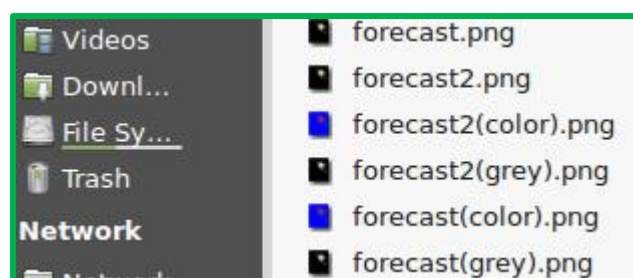 Videos
Downl...
File Sy...
Trash
Network
Network
forecast.png
forecast2.png
forecast2(color).png
forecast2(grey).png
forecast(color).png
forecast(grey).png